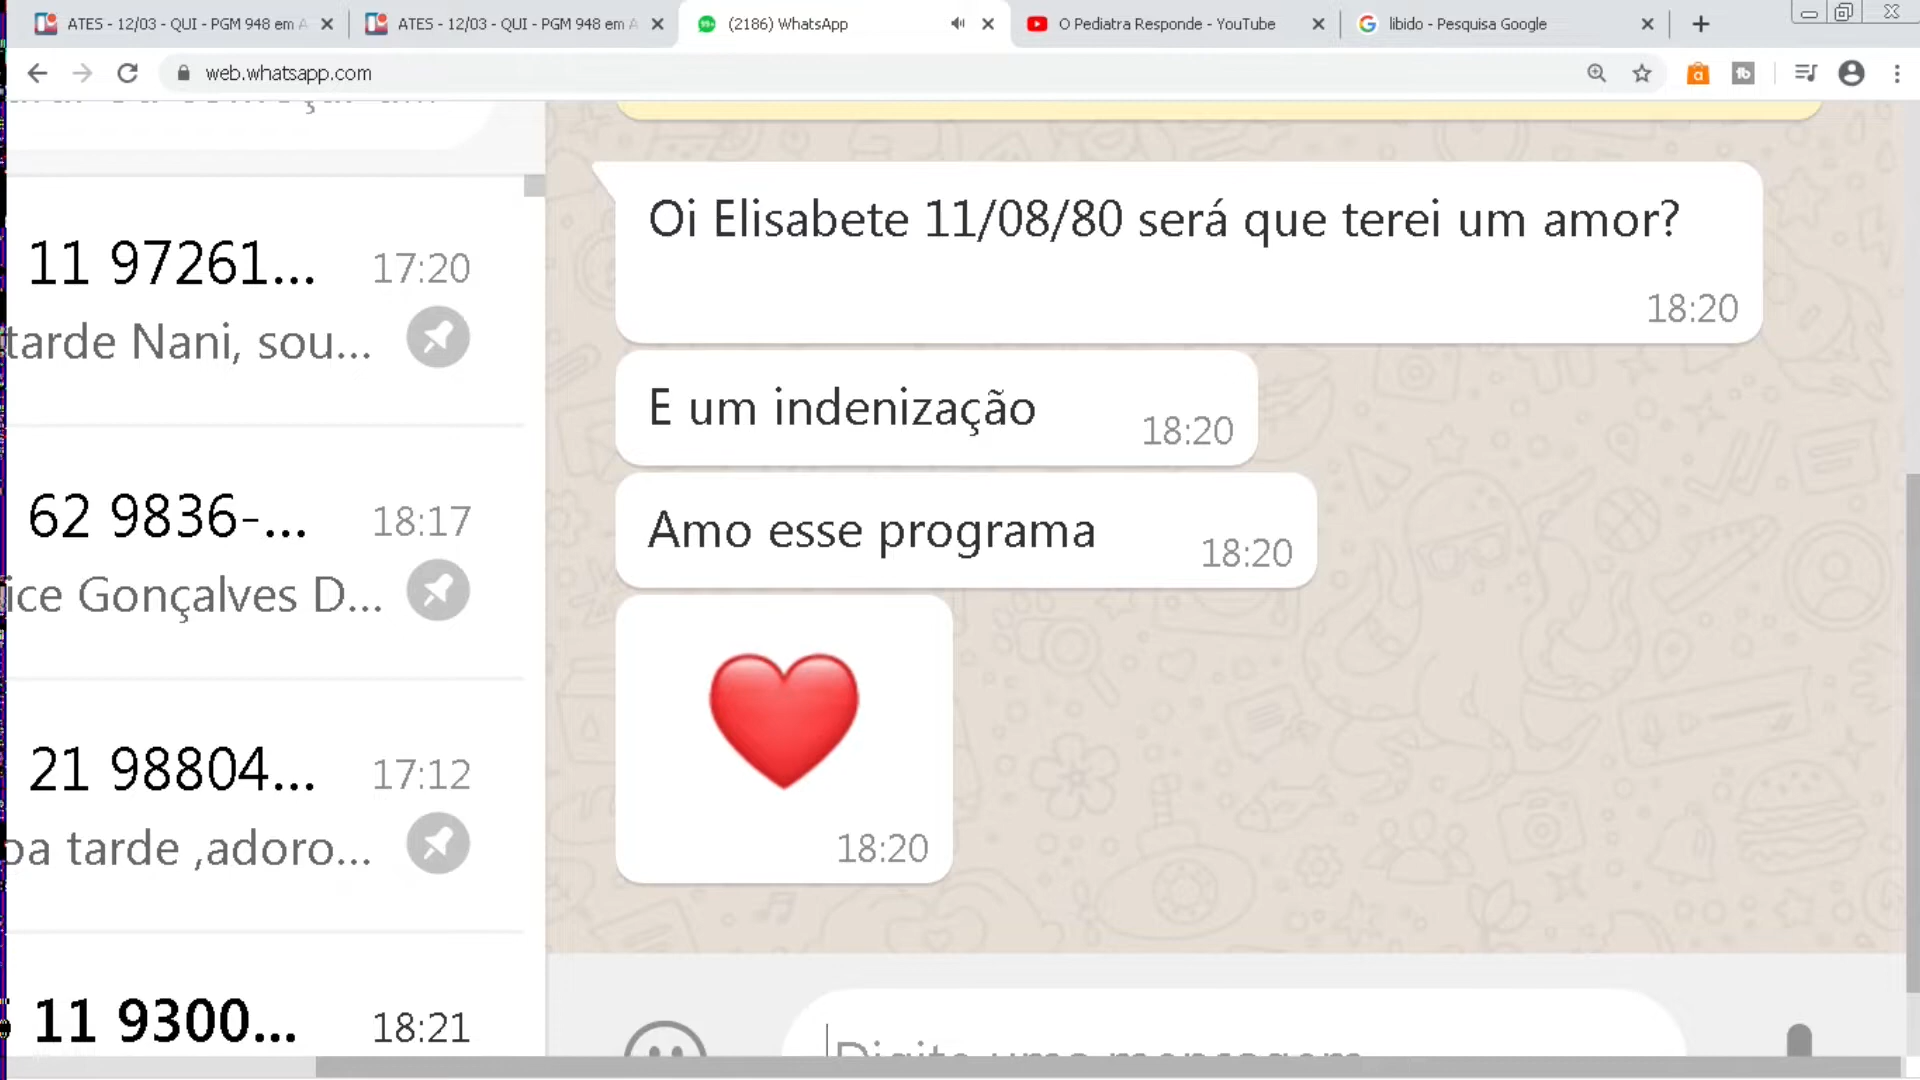 ATES - 12/03 - QUI - PGM 948 em A
ATES - 12/03 - QUI - PGM 948 em A
(2186) WhatsApp
O Pediatra Responde - YouTube
libido - Pesquisa Google
web.whatsapp.com
11 97261... 17:20
tarde Nani, sou...
62 9836-... 18:17
ice Gonçalves D...
21 98804... 17:12
oa tarde ,adoro...
11 9300... 18:21
Oi Elisabete 11/08/80 será que terei um amor?
18:20
E um indenização 18:20
Amo esse programa 18:20
18:20
Digite uma mensagem